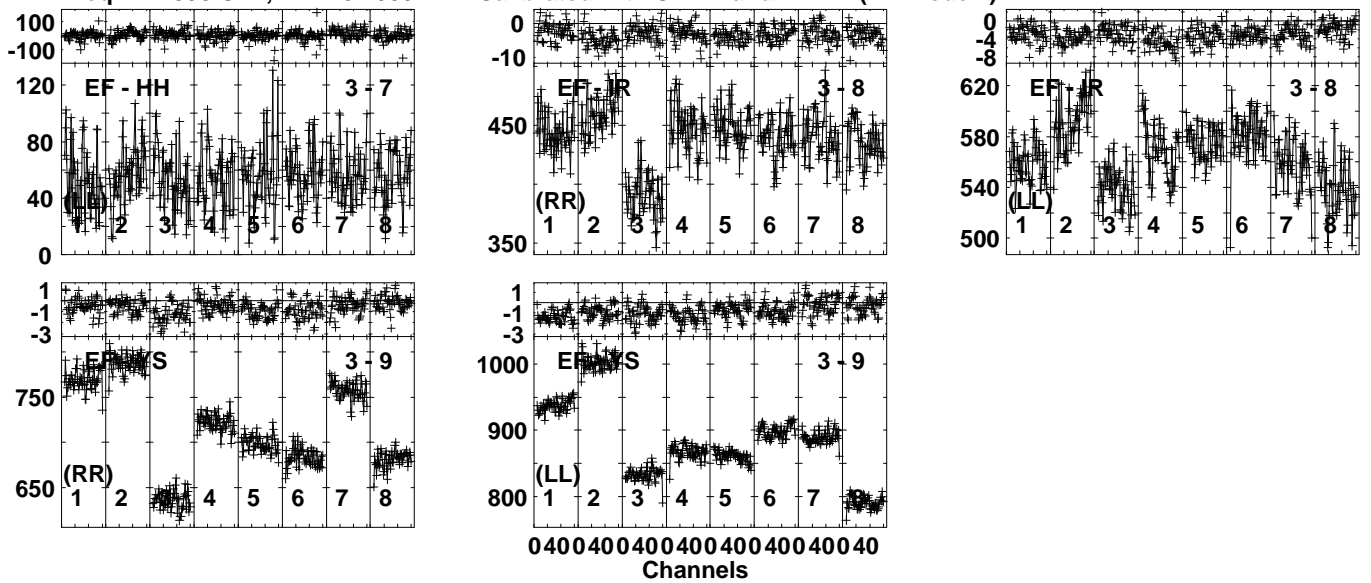 100
-100
120
80
40
0
EF - HH 3 - 7
(LL)
1 2 3 4 5 6 7 8
0
-10
450
350
EF - IR 3 - 8
(RR)
1 2 3 4 5 6 7 8
0
-4
-8
620
580
540
500
EF - IR 3 - 8
(LL)
1 2 3 4 5 6 7 8
1
-1
-3
750
650
EF - YS 3 - 9
(RR)
1 2 3 4 5 6 7 8
1
-1
-3
1000
900
800
EF - YS 3 - 9
(LL)
1 2 3 4 5 6 7 8
0 40 0 40 0 40 0 40 0 40 0 40 0 40 0 40
Channels